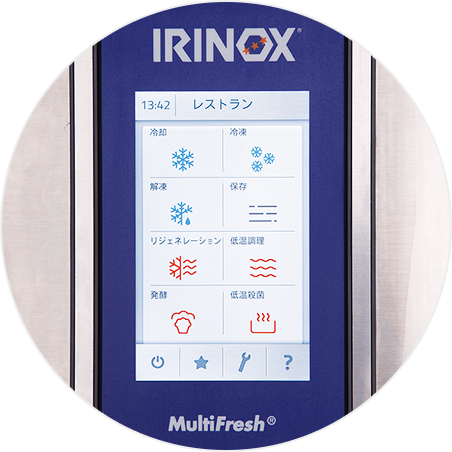 IRINOX®
13:42 レストラン
冷却 冷凍
解凍 保存
リジェネレーション 低温調理
発酵 低温殺菌
?
MultiFresh®